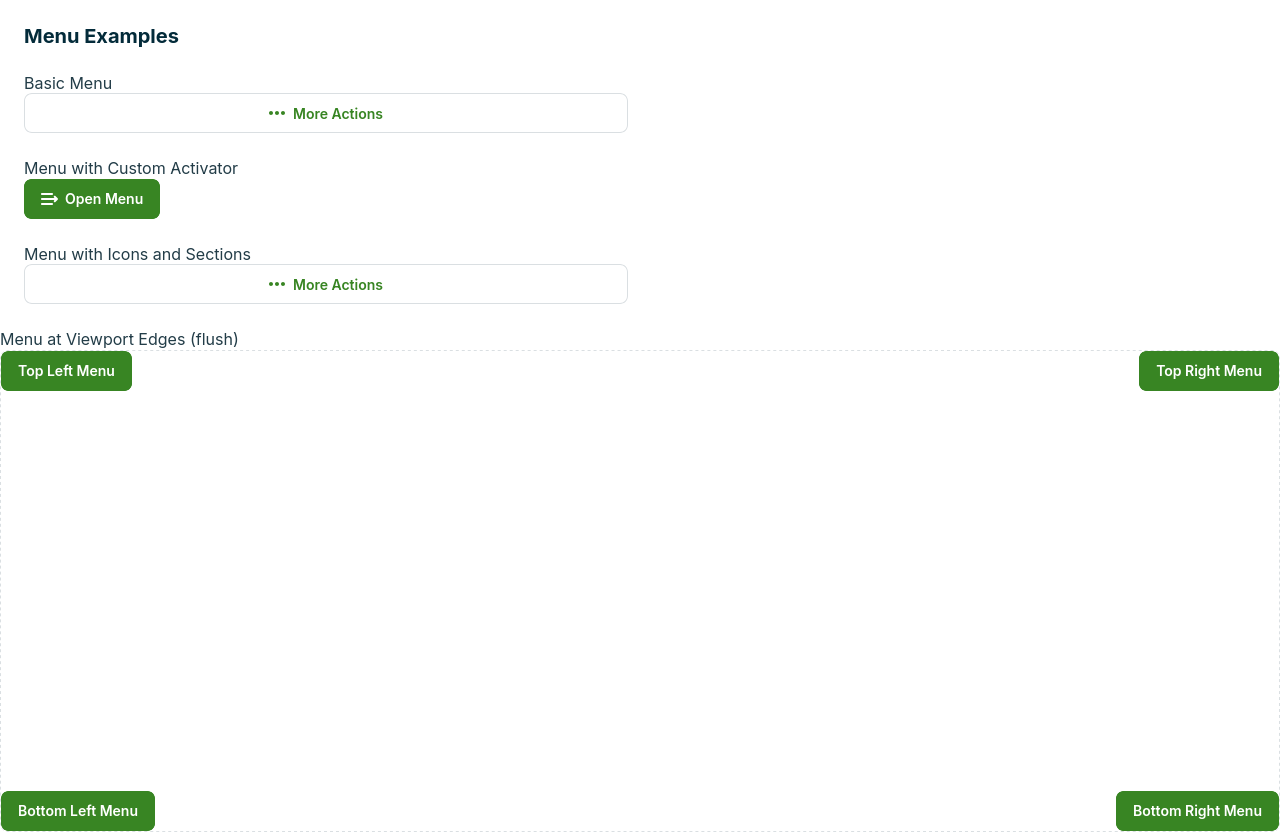 Menu Examples
Basic Menu
More Actions
Menu with Custom Activator
Open Menu
Menu with Icons and Sections
More Actions
Menu at Viewport Edges (flush)
Top Left Menu
Top Right Menu
Bottom Left Menu
Bottom Right Menu